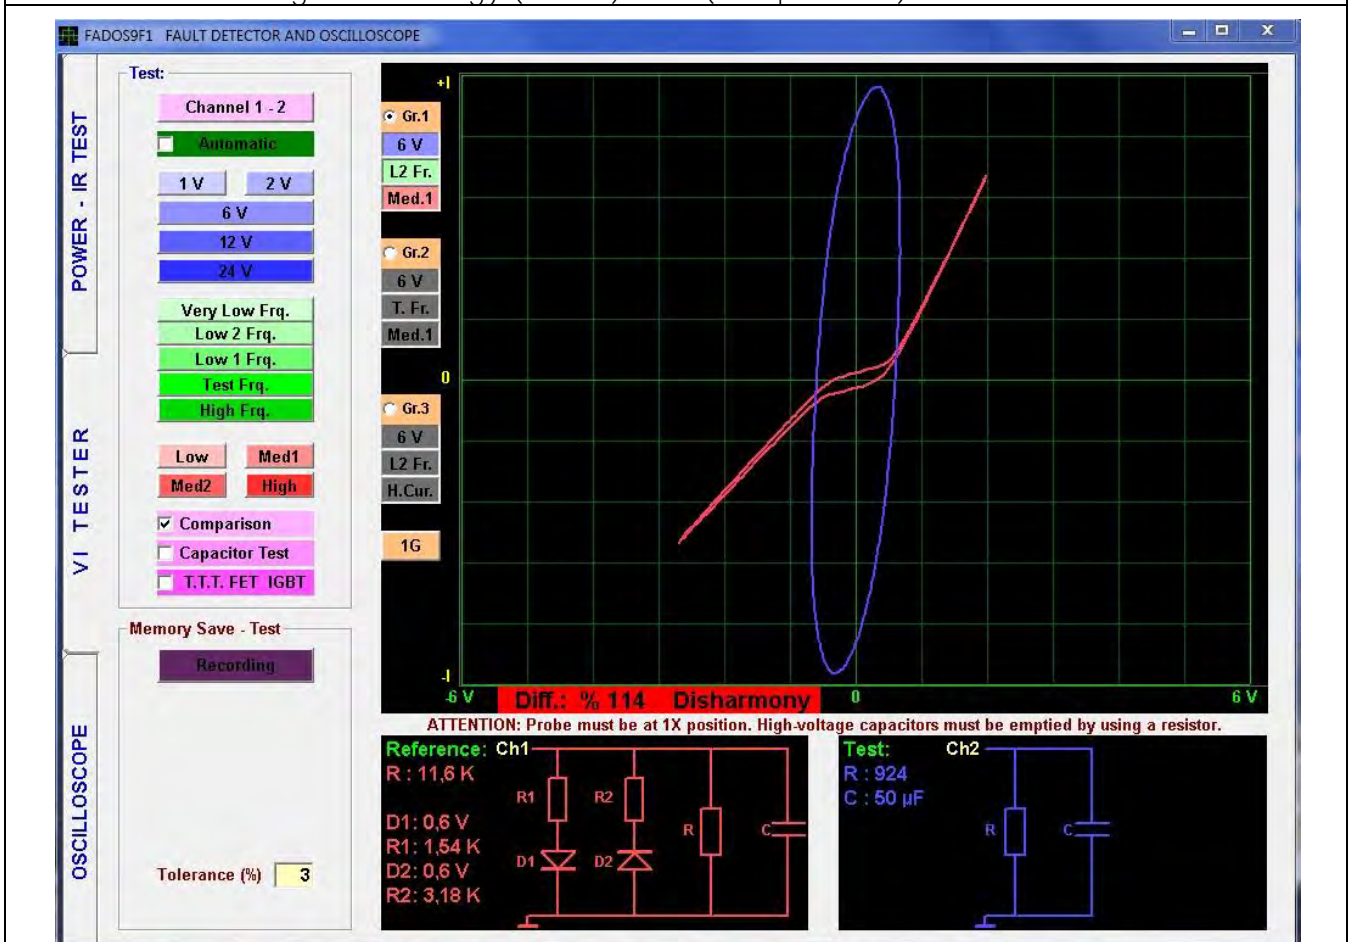 FADOS9F1 FAULT DETECTOR AND OSCILLOSCOPE
POWER - IR TEST
VI TESTER
OSCILLOSCOPE
Test:
Channel 1 - 2
Automatic
1 V 2 V
6 V
12 V
24 V
Very Low Frq.
Low 2 Frq.
Low 1 Frq.
Test Frq.
High Frq.
Low Med1
Med2 High
Comparison
Capacitor Test
T.T.T. FET IGBT
Memory Save - Test
Recording
Tolerance (%) 3
Gr.1
6 V
L2 Fr.
Med.1
Gr.2
6 V
T. Fr.
Med.1
Gr.3
6 V
L2 Fr.
H.Cur.
1G
+I
0
-I
-6 V 0 6 V
Diff.: % 114 Disharmony
ATTENTION: Probe must be at 1X position. High-voltage capacitors must be emptied by using a resistor.
Reference: Ch1
R : 11,6 K
D1: 0,6 V
R1: 1,54 K
D2: 0,6 V
R2: 3,18 K
R1 R2 R C
D1 D2
Test: Ch2
R : 924
C : 50 µF
R C